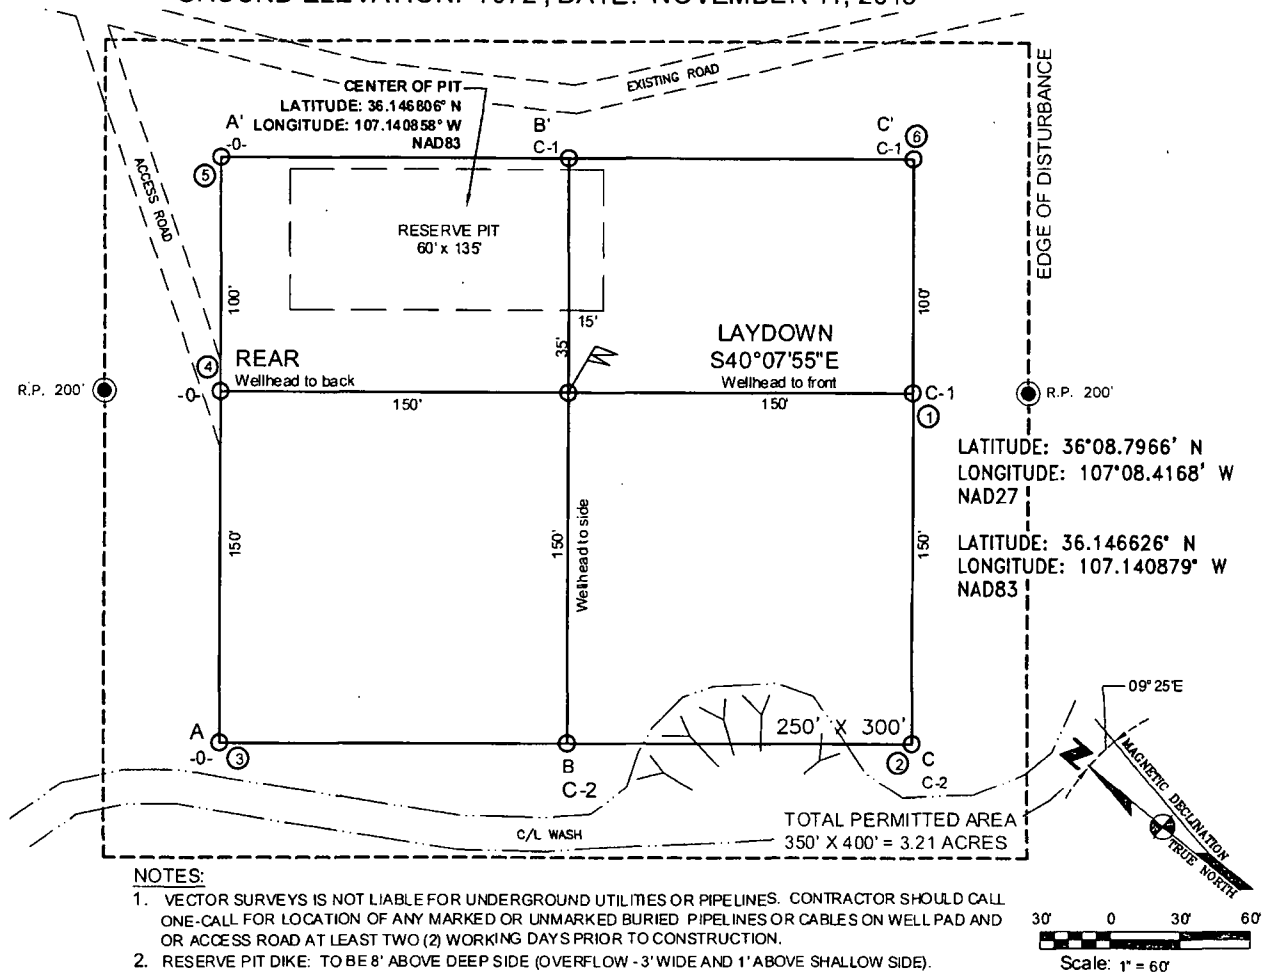 EXISTING ROAD
CENTER OF PIT
LATITUDE: 36.146806° N
LONGITUDE: 107.140858° W
NAD83
A'
-0-
B'
C-1
C'
C-1
6
5
ACCESS ROAD
EDGE OF DISTURBANCE
RESERVE PIT
60' x 135'
100'
15'
35'
100'
LAYDOWN
S40°07'55"E
Wellhead to front
4
REAR
Wellhead to back
R.P. 200'
-0-
150'
150'
C-1
1
R.P. 200'
LATITUDE: 36°08.7966' N
LONGITUDE: 107°08.4168' W
NAD27
LATITUDE: 36.146626° N
LONGITUDE: 107.140879° W
NAD83
150'
150'
Wellhead to side
150'
09°25'E
MAGNETIC DECLINATION
TRUE NORTH
N
250' X 300'
A
-0-
3
B
C-2
2
C
C-2
C/L WASH
TOTAL PERMITTED AREA
350' X 400' = 3.21 ACRES
NOTES:
1. VECTOR SURVEYS IS NOT LIABLE FOR UNDERGROUND UTILITIES OR PIPELINES. CONTRACTOR SHOULD CALL
ONE-CALL FOR LOCATION OF ANY MARKED OR UNMARKED BURIED PIPELINES OR CABLES ON WELL PAD AND
OR ACCESS ROAD AT LEAST TWO (2) WORKING DAYS PRIOR TO CONSTRUCTION.
2. RESERVE PIT DIKE: TO BE 8' ABOVE DEEP SIDE (OVERFLOW - 3' WIDE AND 1' ABOVE SHALLOW SIDE).
30' 0 30' 60'
Scale: 1" = 60'